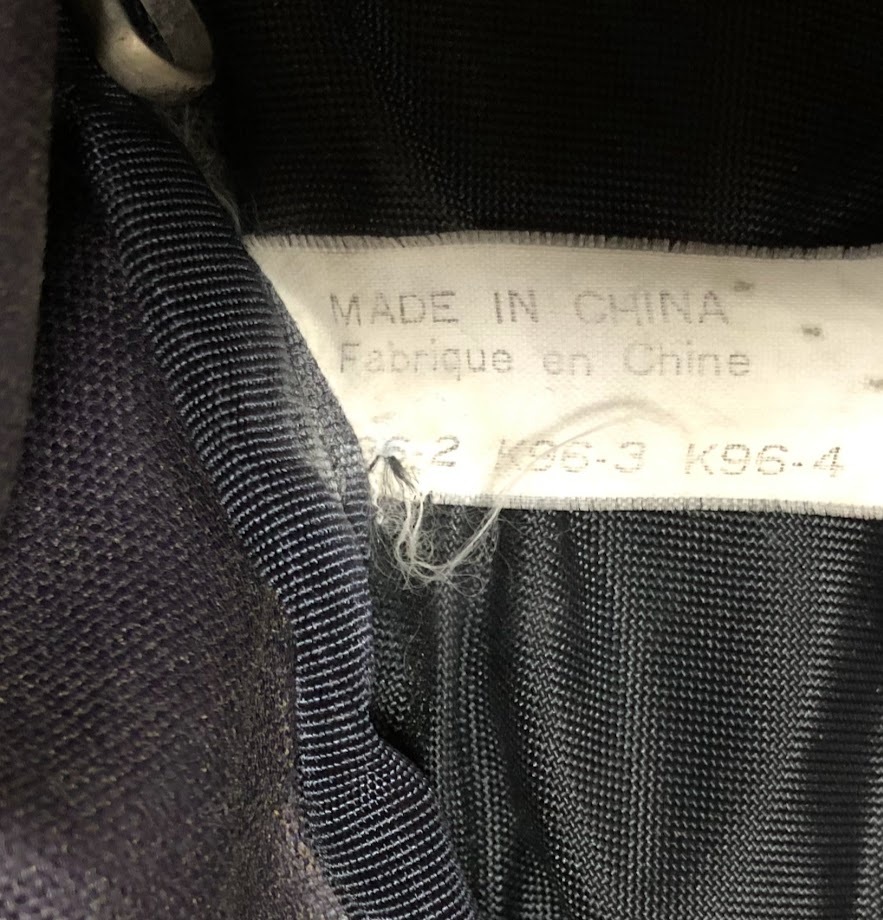 MADE IN CHINA
Fabrique en Chine
K96-3 K96-4